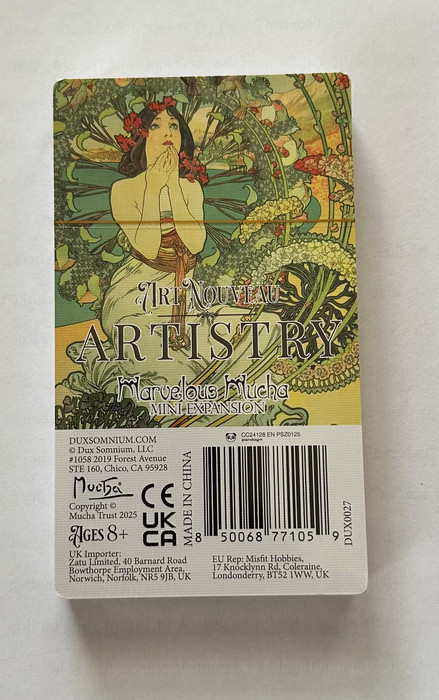 Art Nouveau
ARTISTRY
Marvelous Mucha
MINI EXPANSION
DUXSOMNIUM.COM
© Dux Somnium, LLC
#1058 2019 Forest Avenue
STE 160, Chico, CA 95928
Mucha
Copyright ©
Mucha Trust 2025
AGES 8+
CE
UK
CA
MADE IN CHINA
CC24128 EN PSZ0125
pandagm
8 50068 77105 9
DUX0027
UK Importer:
Zatu Limited, 40 Barnard Road
Bowthorpe Employment Area,
Norwich, Norfolk, NR5 9JB, UK
EU Rep: Misfit Hobbies,
17 Knocklynn Rd, Coleraine,
Londonderry, BT52 1WW, UK